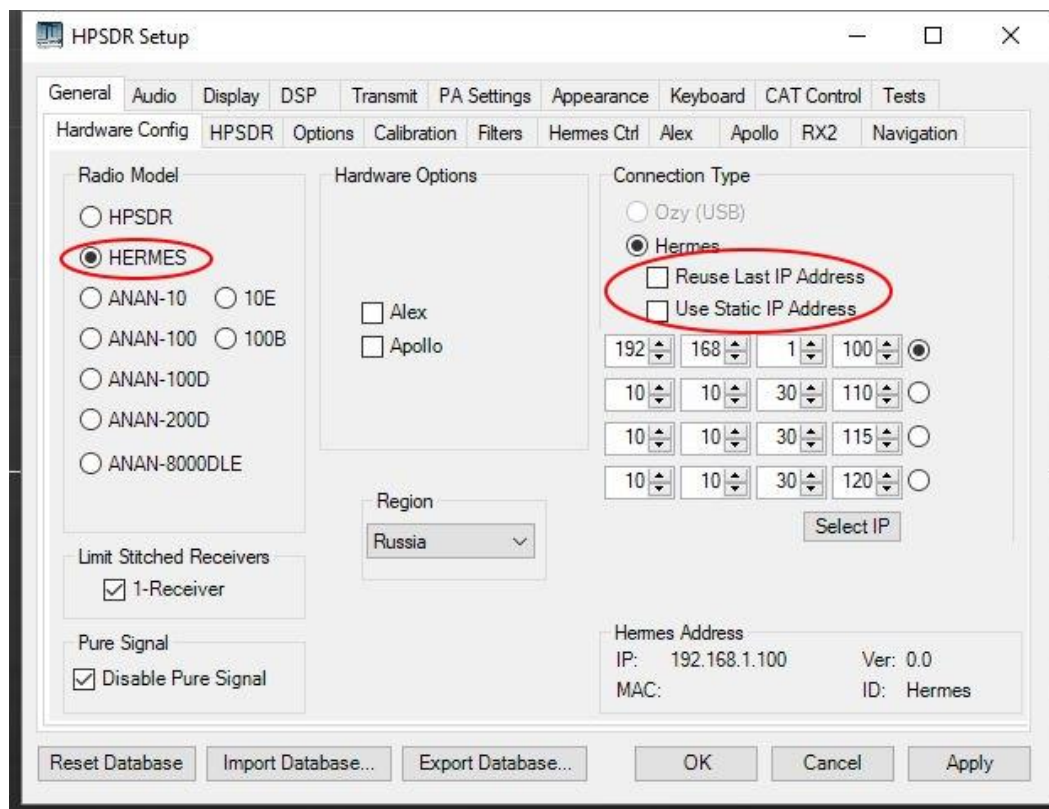 HPSDR Setup
General Audio Display DSP Transmit PA Settings Appearance Keyboard CAT Control Tests
Hardware Config HPSDR Options Calibration Filters Hermes Ctrl Alex Apollo RX2 Navigation
Radio Model
HPSDR
HERMES
ANAN-10 10E
ANAN-100 100B
ANAN-100D
ANAN-200D
ANAN-8000DLE
Limit Stitched Receivers
1-Receiver
Pure Signal
Disable Pure Signal
Hardware Options
Alex
Apollo
Region
Russia
Connection Type
Ozy (USB)
Hermes
Reuse Last IP Address
Use Static IP Address
192 168 1 100
10 10 30 110
10 10 30 115
10 10 30 120
Select IP
Hermes Address
IP: 192.168.1.100 Ver: 0.0
MAC: ID: Hermes
Reset Database Import Database... Export Database... OK Cancel Apply